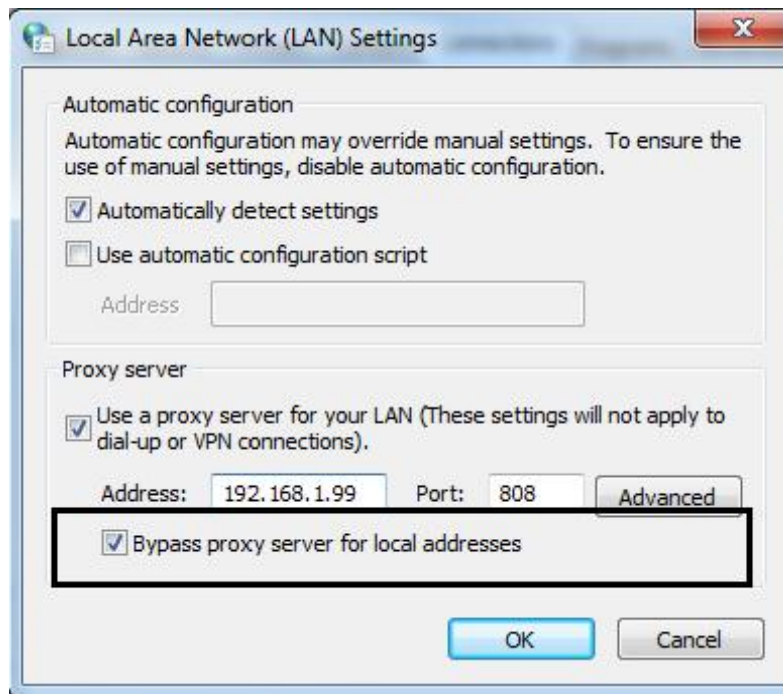 Local Area Network (LAN) Settings
Automatic configuration
Automatic configuration may override manual settings. To ensure the
use of manual settings, disable automatic configuration.
Automatically detect settings
Use automatic configuration script
Address
Proxy server
Use a proxy server for your LAN (These settings will not apply to
dial-up or VPN connections).
Address: 192.168.1.99 Port: 808 Advanced
Bypass proxy server for local addresses
OK Cancel